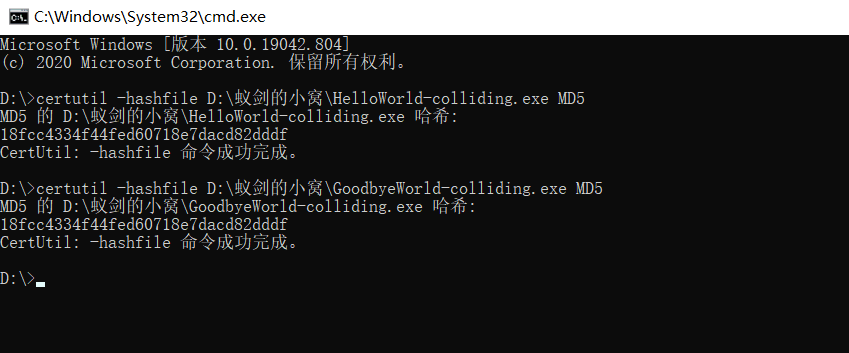 C:\Windows\System32\cmd.exe
Microsoft Windows [版本 10.0.19042.804]
(c) 2020 Microsoft Corporation. 保留所有权利。
D:\>certutil -hashfile D:\蚁剑的小窝\HelloWorld-colliding.exe MD5
MD5 的 D:\蚁剑的小窝\HelloWorld-colliding.exe 哈希:
18fcc4334f44fed60718e7dacd82dddf
CertUtil: -hashfile 命令成功完成。
D:\>certutil -hashfile D:\蚁剑的小窝\GoodbyeWorld-colliding.exe MD5
MD5 的 D:\蚁剑的小窝\GoodbyeWorld-colliding.exe 哈希:
18fcc4334f44fed60718e7dacd82dddf
CertUtil: -hashfile 命令成功完成。
D:\>